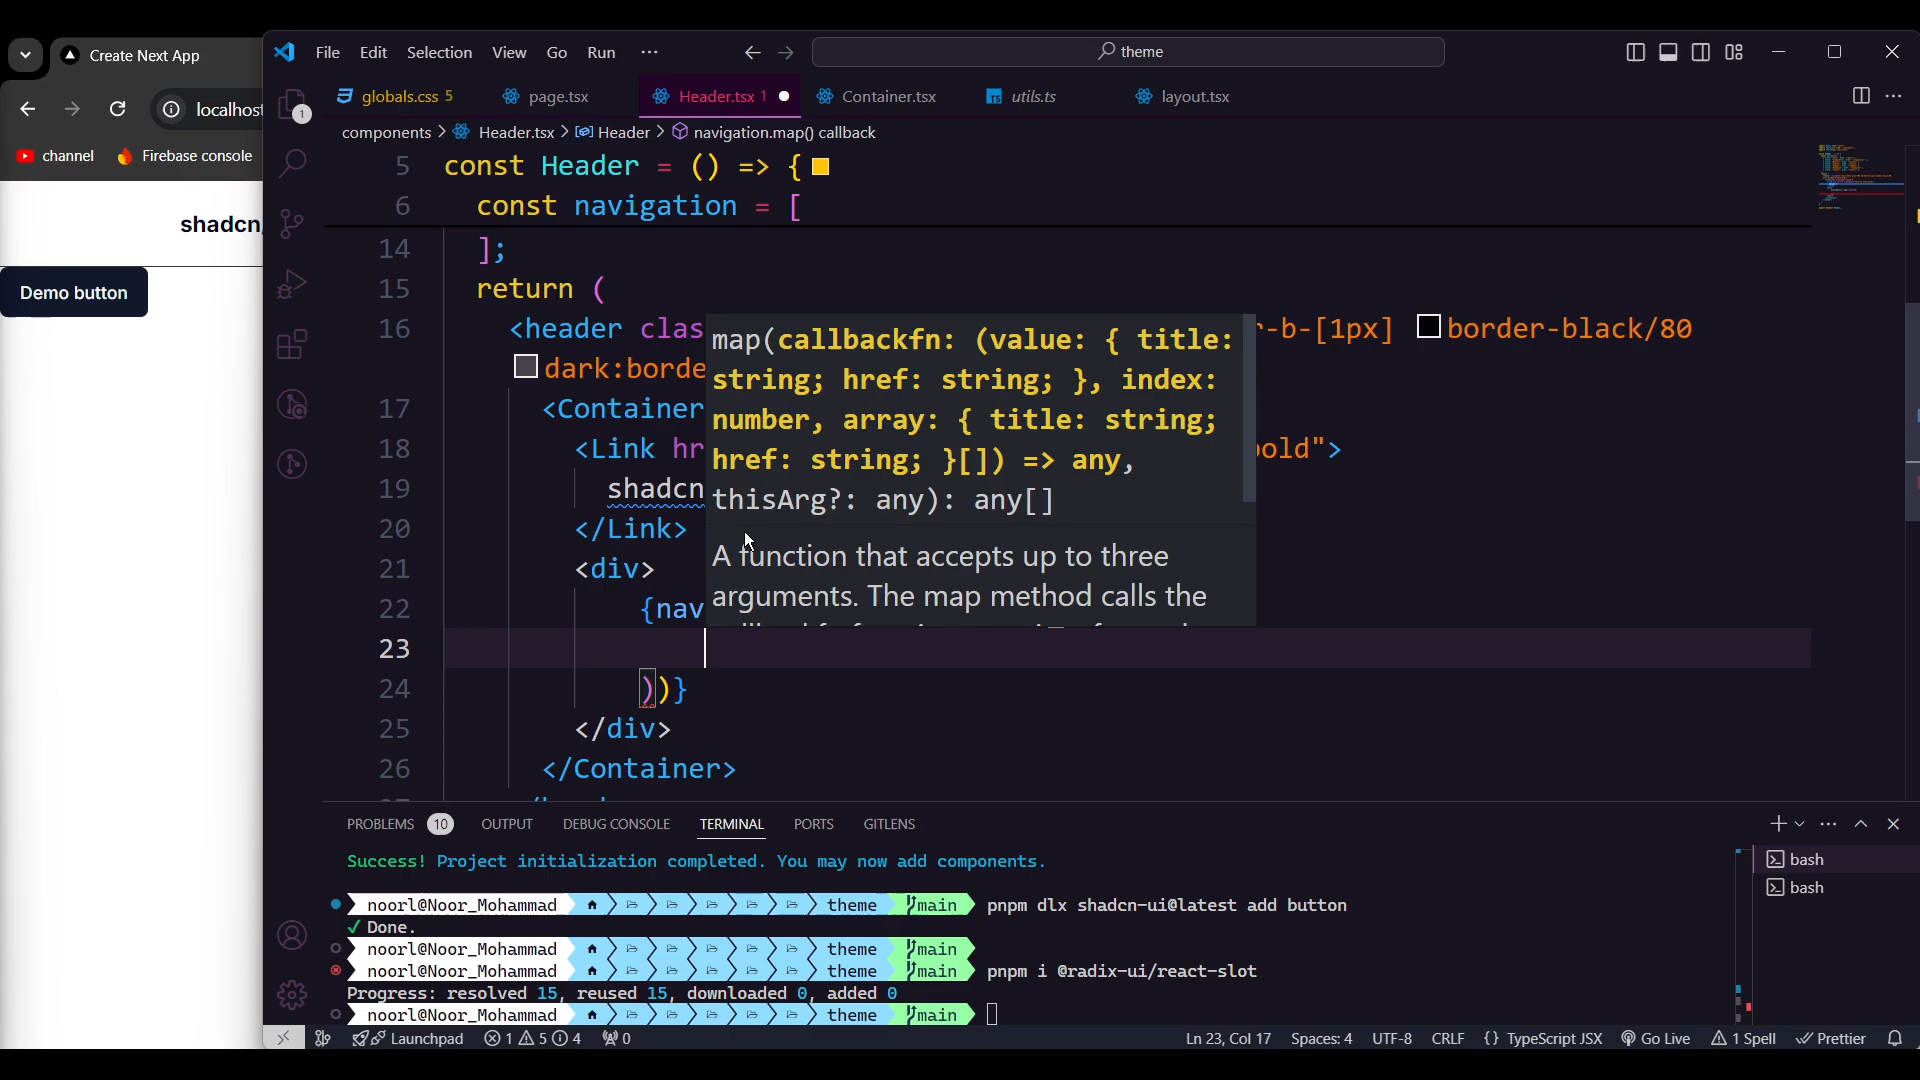 Create Next App
localhost
channel
Firebase console
shadcn
Demo button
File Edit Selection View Go Run ···
theme
globals.css 5
page.tsx
Header.tsx 1
Container.tsx
utils.ts
layout.tsx
1
components > Header.tsx > Header > navigation.map() callback
5 const Header = () => {
6 const navigation = [
14 ];
15 return (
16 <header clas r-b-[1px] border-black/80
dark:borde
17 <Container
18 <Link hr bold">
19 shadcn
20 </Link>
21 <div>
22 {nav
23
24 ))}
25 </div>
26 </Container>
map(callbackfn: (value: { title:
string; href: string; }, index:
number, array: { title: string;
href: string; }[]) => any,
thisArg?: any): any[]
A function that accepts up to three
arguments. The map method calls the
PROBLEMS 10 OUTPUT DEBUG CONSOLE TERMINAL PORTS GITLENS
Success! Project initialization completed. You may now add components.
noorl@Noor_Mohammad theme main pnpm dlx shadcn-ui@latest add button
✓ Done.
noorl@Noor_Mohammad theme main
noorl@Noor_Mohammad theme main pnpm i @radix-ui/react-slot
Progress: resolved 15, reused 15, downloaded 0, added 0
noorl@Noor_Mohammad theme main
bash
bash
Launchpad 1 5 4 0 Ln 23, Col 17 Spaces: 4 UTF-8 CRLF {} TypeScript JSX Go Live 1 Spell Prettier